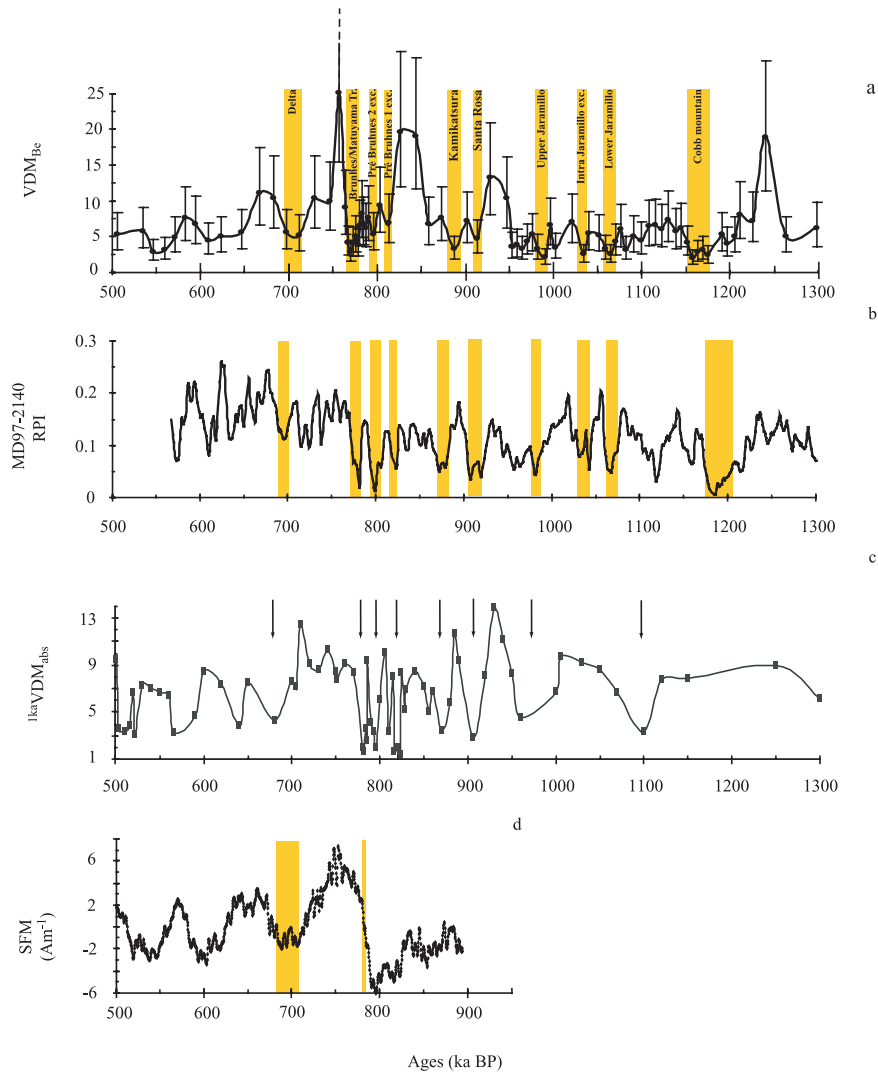 a
VDMBe
25
20
15
10
5
0
Delta
Brunhes/Matuyama Tr.
Pré Bruhnes 2 exc.
Pré Bruhnes 1 exc.
Kamikatsura
Santa Rosa
Upper Jaramillo
Intra Jaramillo exc.
Lower Jaramillo
Cobb mountain
500 600 700 800 900 1000 1100 1200 1300
b
MD97-2140
RPI
0.3
0.2
0.1
0
500 600 700 800 900 1000 1100 1200 1300
c
1kaVDMabs
13
9
5
1
500 600 700 800 900 1000 1100 1200 1300
d
SFM
(Am-1)
6
2
-2
-6
500 600 700 800 900
Ages (ka BP)